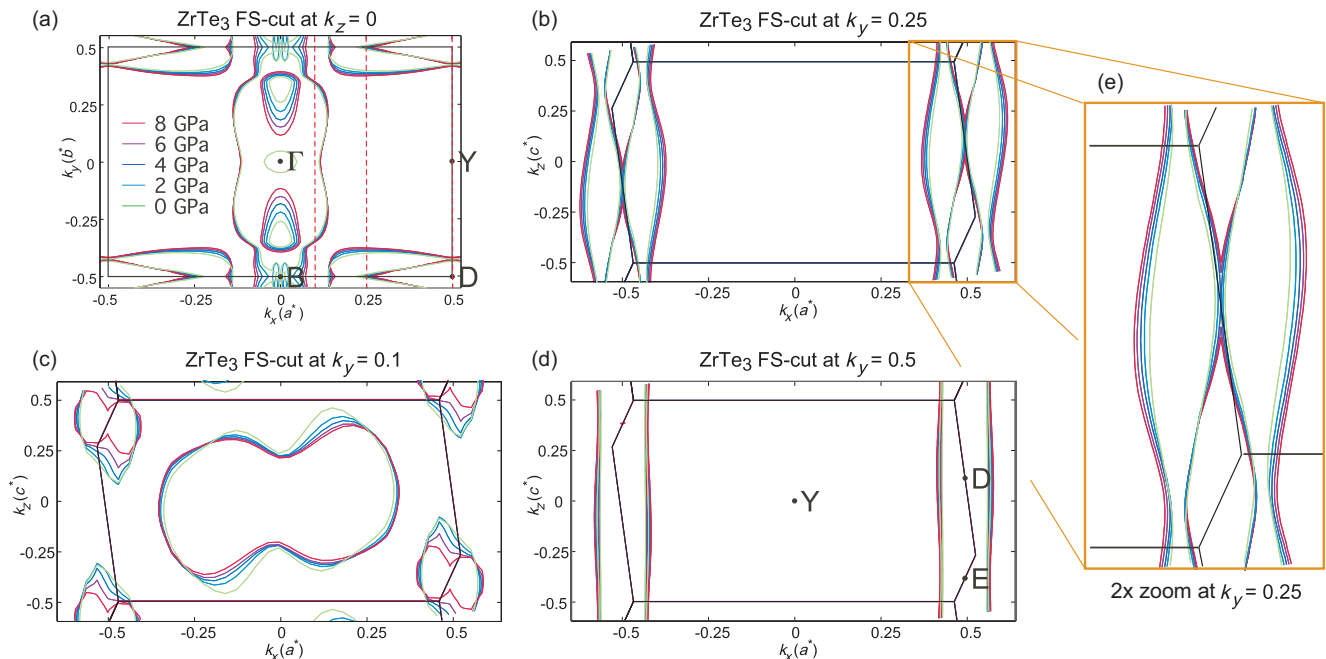 (a) ZrTe3 FS-cut at kz = 0
0.5
0.25
0
-0.25
-0.5
ky(b*)
8 GPa
6 GPa
4 GPa
2 GPa
0 GPa
Γ
Y
B
D
-0.5 -0.25 0 0.25 0.5
kx(a*)
(b) ZrTe3 FS-cut at ky = 0.25
0.5
0.25
0
-0.25
-0.5
kz(c*)
-0.5 -0.25 0 0.25 0.5
kx(a*)
(e)
2x zoom at ky = 0.25
(c) ZrTe3 FS-cut at ky = 0.1
0.5
0.25
0
-0.25
-0.5
kz(c*)
-0.5 -0.25 0 0.25 0.5
kx(a*)
(d) ZrTe3 FS-cut at ky = 0.5
0.5
0.25
0
-0.25
-0.5
kz(c*)
D
Y
E
-0.5 -0.25 0 0.25 0.5
kx(a*)